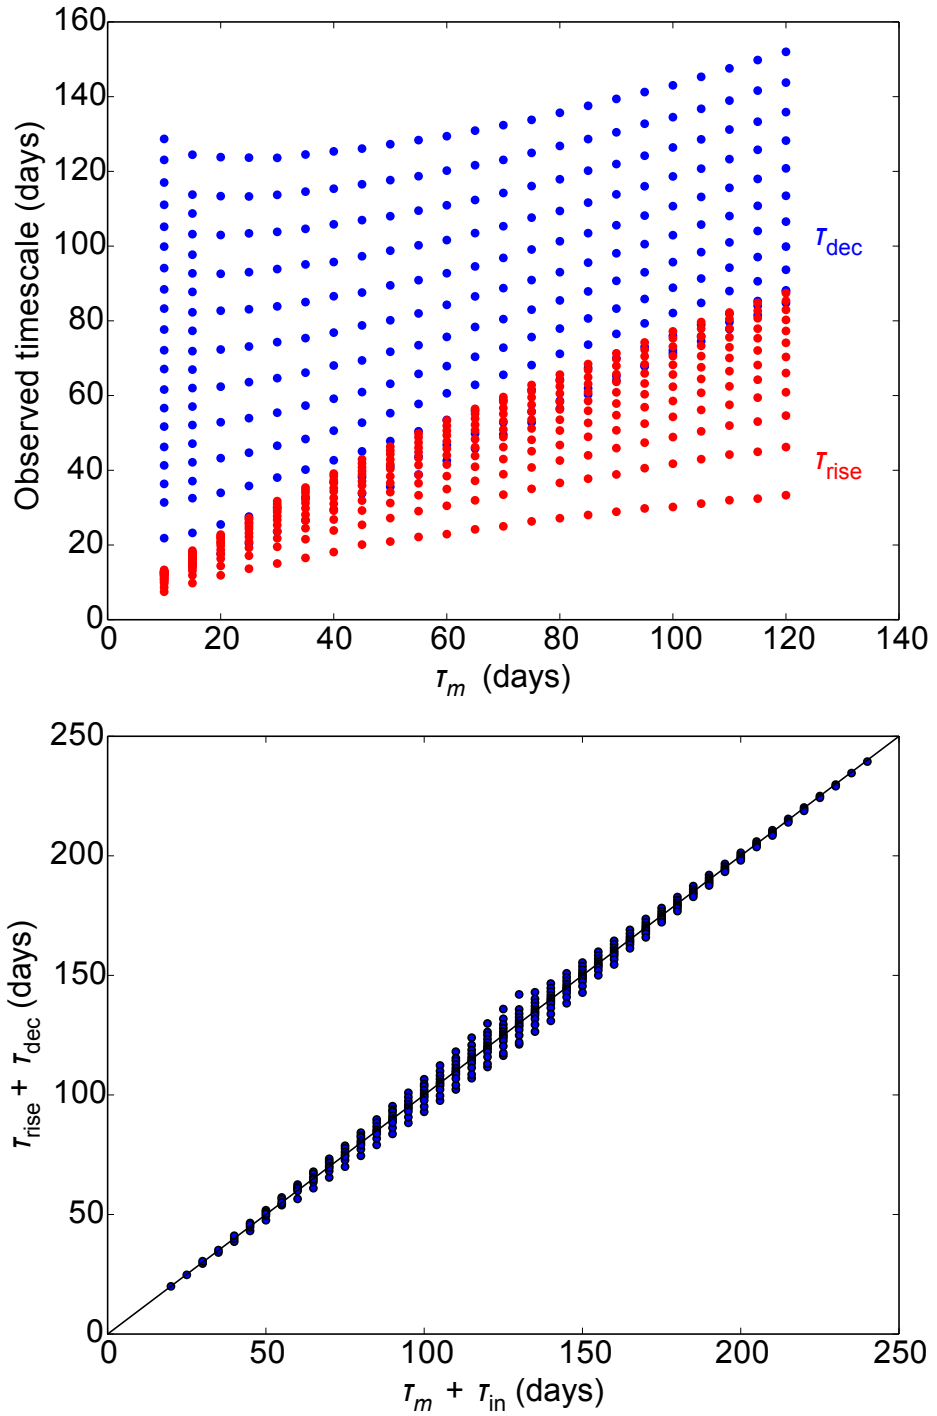 160
140
120
100
80
60
40
20
0
Observed timescale (days)
τdec
τrise
0 20 40 60 80 100 120 140
τm (days)
250
200
150
100
50
0
τrise + τdec (days)
0 50 100 150 200 250
τm + τin (days)